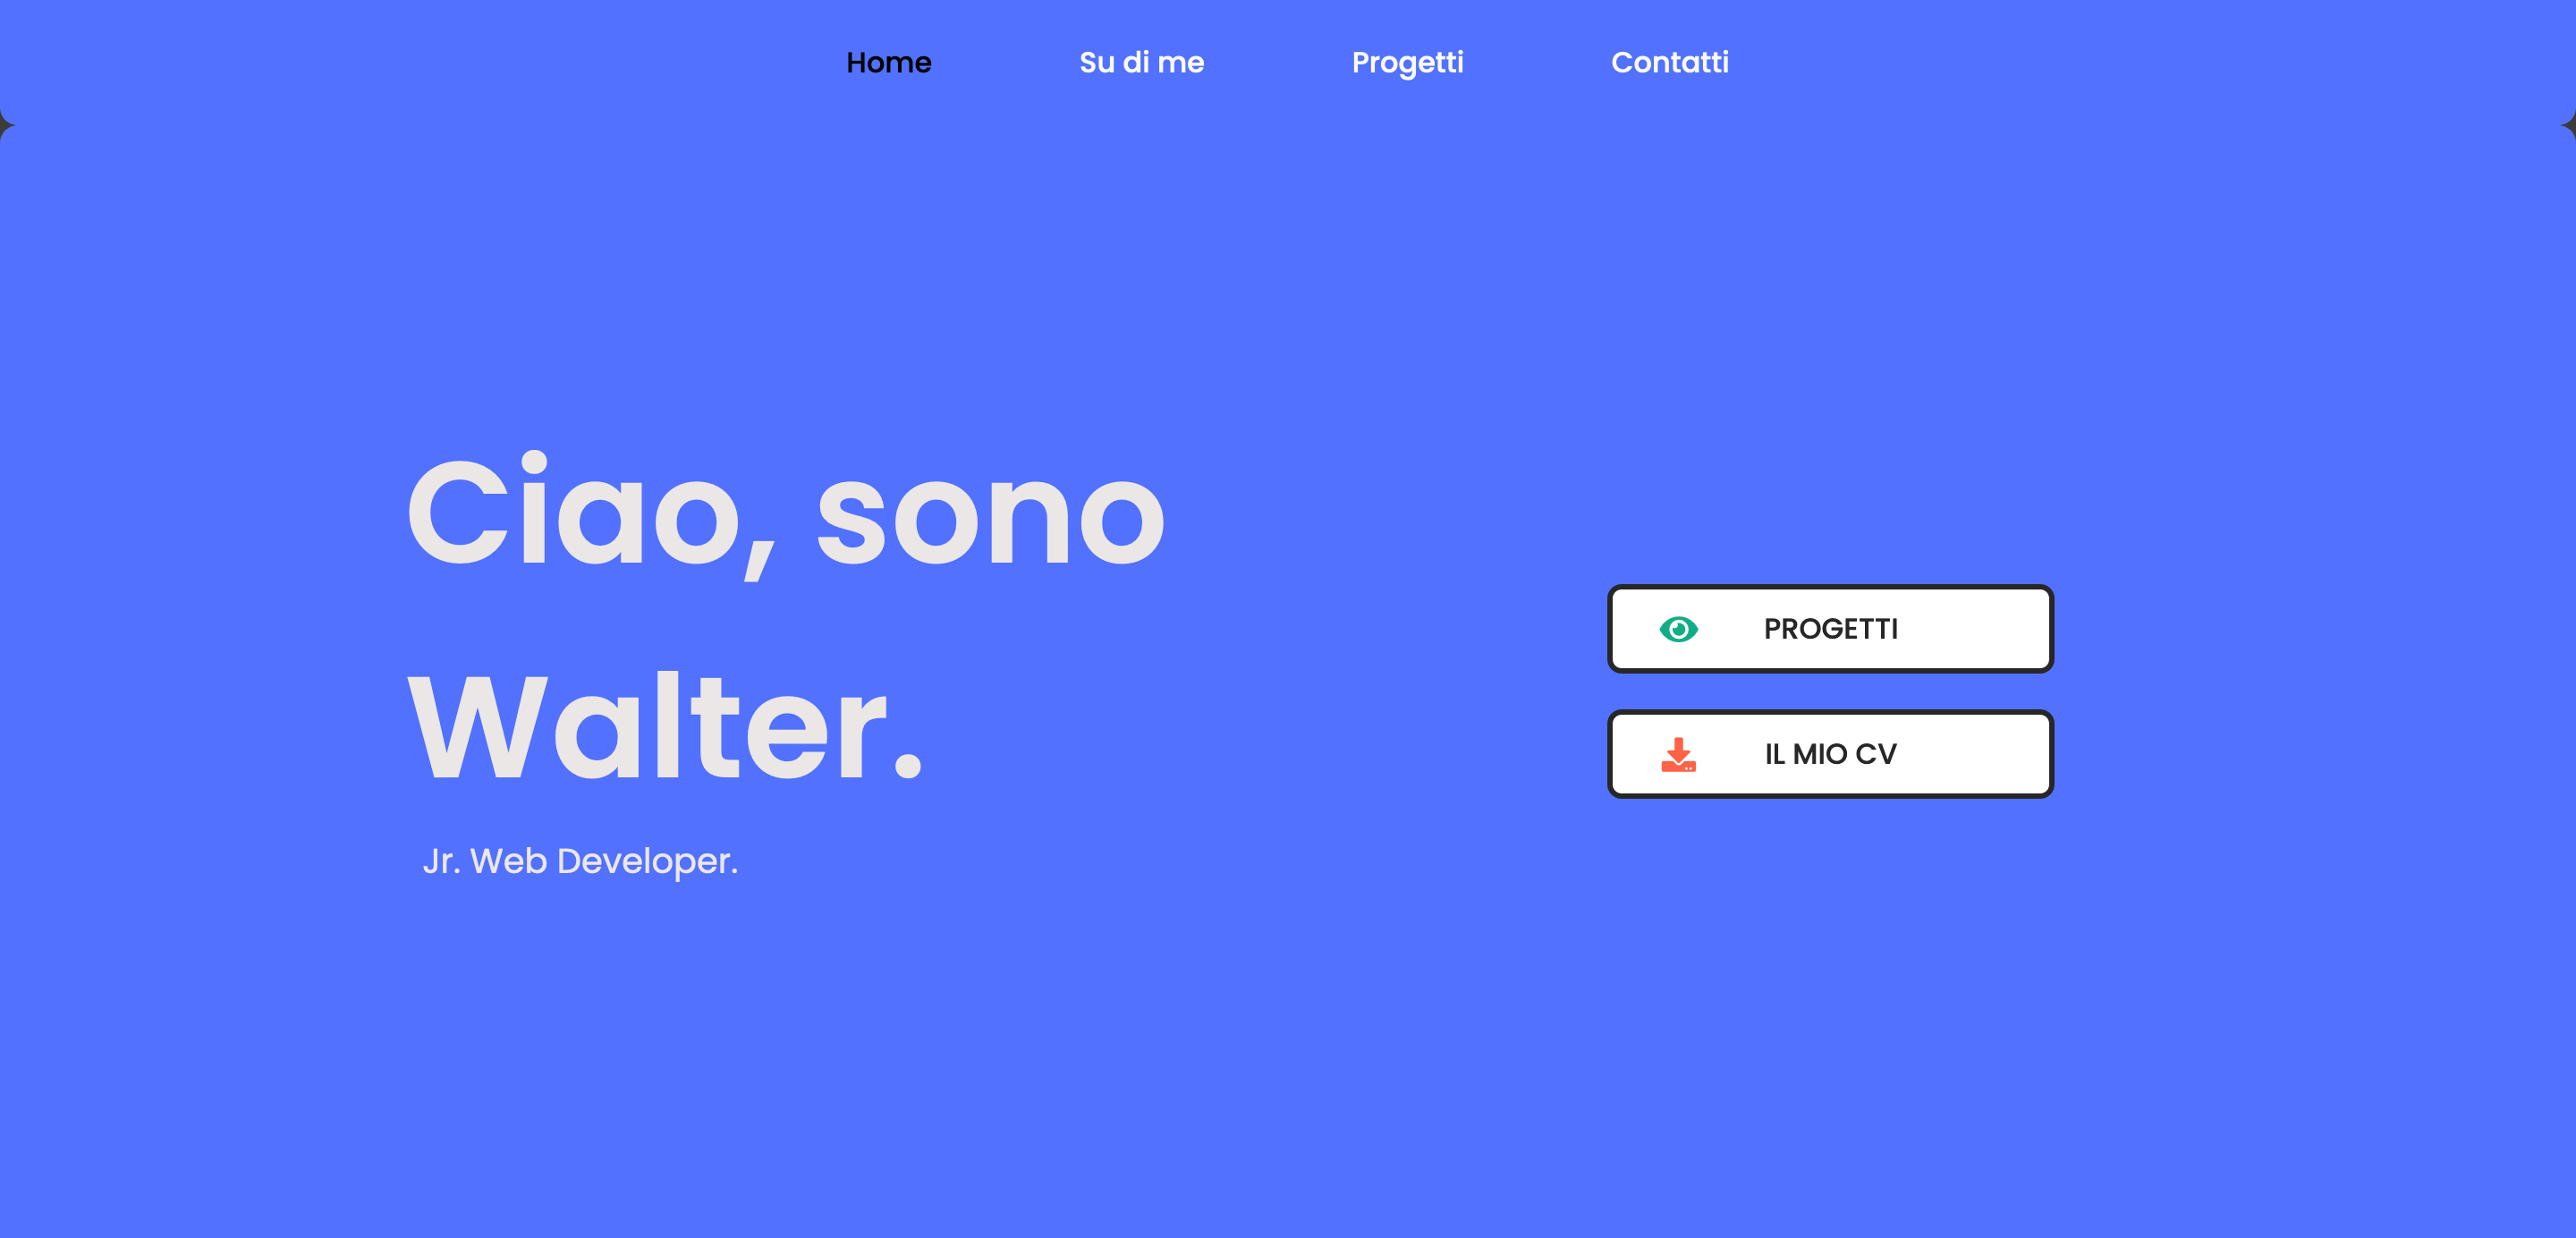 Home Su di me Progetti Contatti
Ciao, sono
Walter.
Jr. Web Developer.
PROGETTI
IL MIO CV